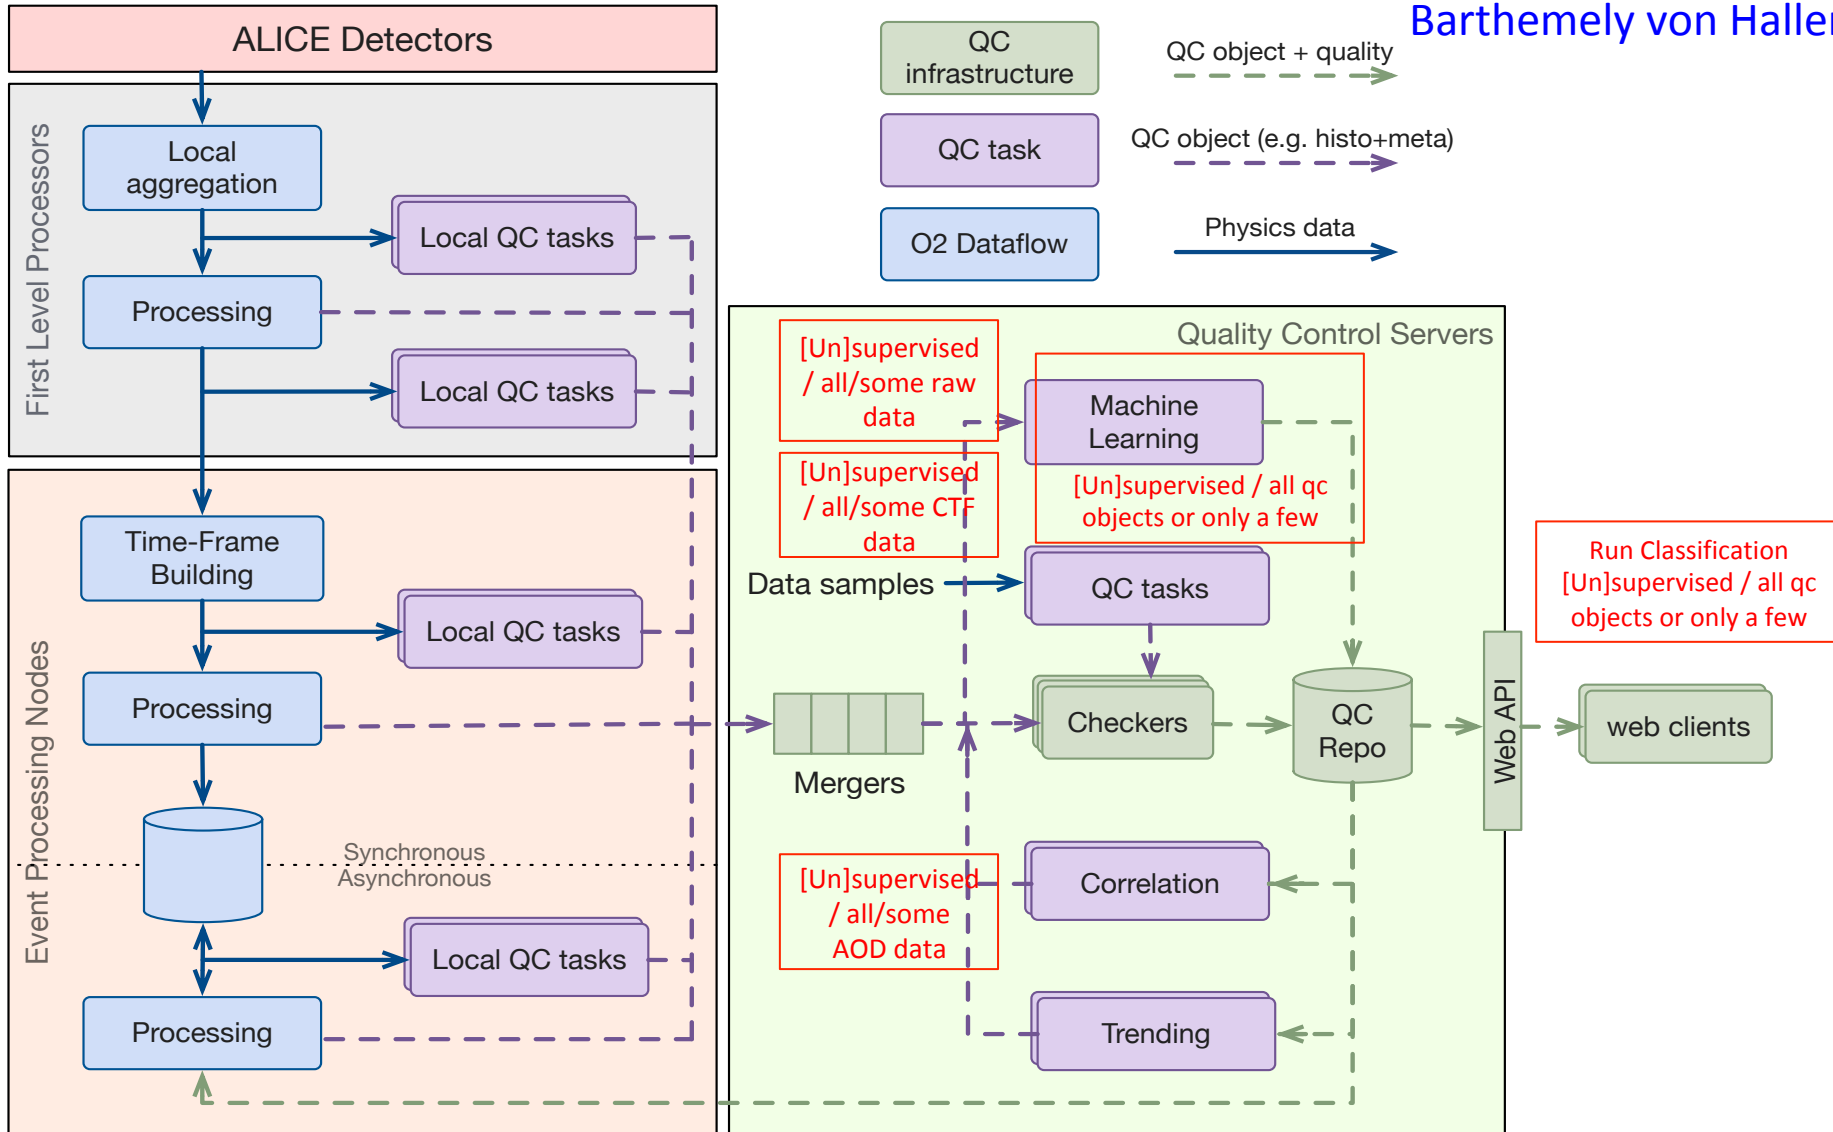 Barthemely von Haller
ALICE Detectors
QC
infrastructure
QC object + quality
QC task
QC object (e.g. histo+meta)
O2 Dataflow
Physics data
First Level Processors
Local
aggregation
Local QC tasks
Processing
Local QC tasks
Event Processing Nodes
Time-Frame
Building
Local QC tasks
Processing
Synchronous
Asynchronous
Local QC tasks
Processing
Quality Control Servers
[Un]supervised
/ all/some raw
data
Machine
Learning
[Un]supervised / all qc
objects or only a few
[Un]supervised
/ all/some CTF
data
Data samples
QC tasks
Mergers
Checkers
QC
Repo
Web API
Run Classification
[Un]supervised / all qc
objects or only a few
web clients
[Un]supervised
/ all/some
AOD data
Correlation
Trending